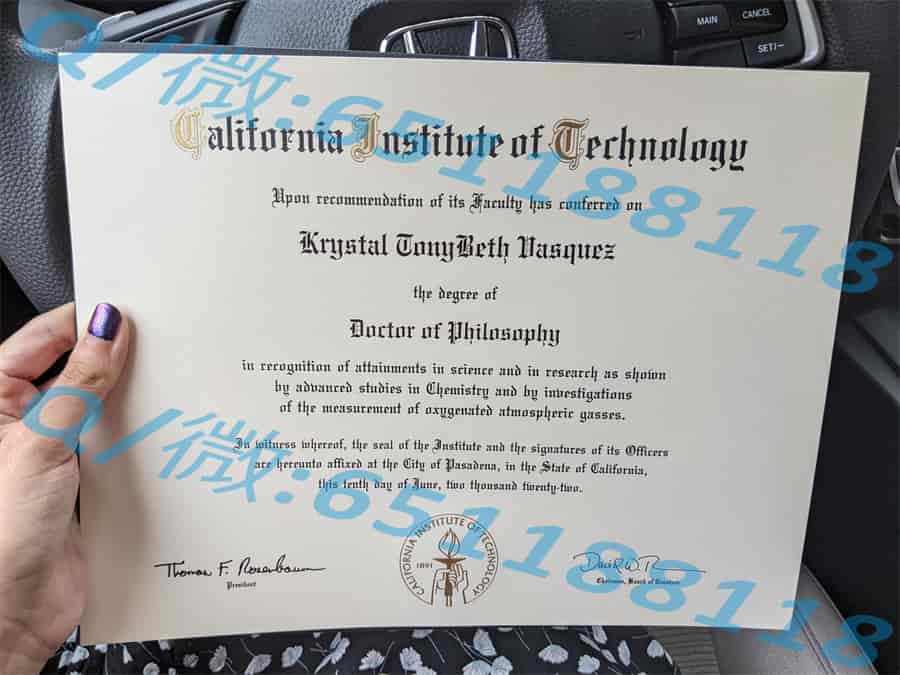 MAIN
CANCEL
SET/-
Q/微:651188118
California Institute of Technology
Upon recommendation of its Faculty has conferred on
Krystal TonyBeth Vasquez
the degree of
Doctor of Philosophy
in recognition of attainments in science and in research as shown
by advanced studies in Chemistry and by investigations
of the measurement of oxygenated atmospheric gasses.
Q/微:651188118
In witness whereof, the seal of the Institute and the signatures of its Officers
are hereunto affixed at the City of Pasadena, in the State of California,
this tenth day of June, two thousand twenty-two.
CALIFORNIA INSTITUTE OF TECHNOLOGY
1891
Thomas F. Rosenbaum
President
Chairman, Board of Trustees